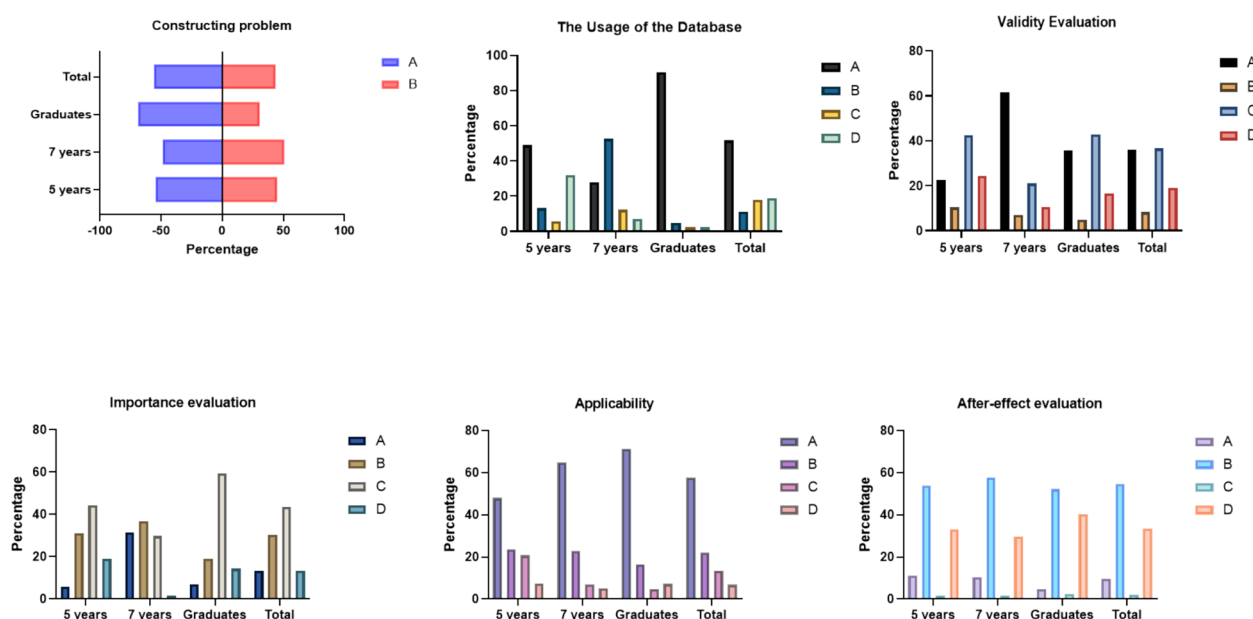 Constructing problem
Total
Graduates
7 years
5 years
-100 -50 0 50 100
Percentage
A
B
The Usage of the Database
Percentage
100
80
60
40
20
0
5 years 7 years Graduates Total
A
B
C
D
Validity Evaluation
Percentage
80
60
40
20
0
5 years 7 years Graduates Total
A
B
C
D
Importance evaluation
Percentage
80
60
40
20
0
5 years 7 years Graduates Total
A
B
C
D
Applicability
Percentage
80
60
40
20
0
5 years 7 years Graduates Total
A
B
C
D
After-effect evaluation
Percentage
80
60
40
20
0
5 years 7 years Graduates Total
A
B
C
D